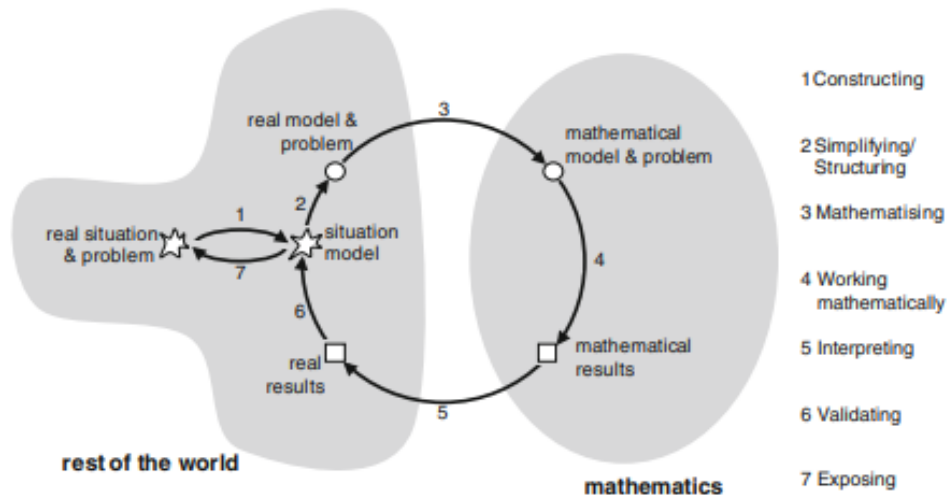 real model &
problem
3
mathematical
model & problem
real situation
& problem
1
2
situation
model
7
6
4
real
results
5
mathematical
results
rest of the world
mathematics
1 Constructing
2 Simplifying/
Structuring
3 Mathematising
4 Working
mathematically
5 Interpreting
6 Validating
7 Exposing